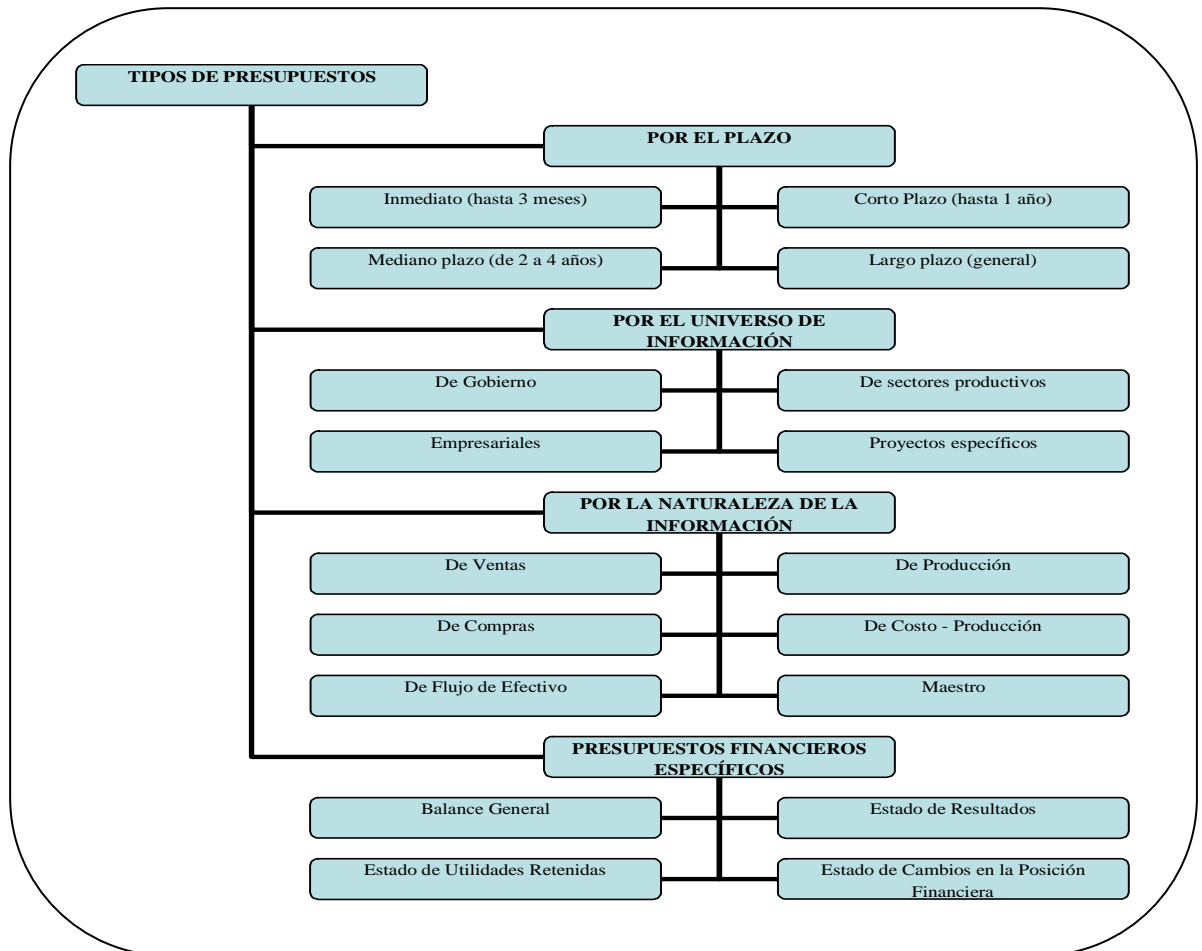 TIPOS DE PRESUPUESTOS
POR EL PLAZO
Inmediato (hasta 3 meses)
Corto Plazo (hasta 1 año)
Mediano plazo (de 2 a 4 años)
Largo plazo (general)
POR EL UNIVERSO DE
INFORMACIÓN
De Gobierno
De sectores productivos
Empresariales
Proyectos específicos
POR LA NATURALEZA DE LA
INFORMACIÓN
De Ventas
De Producción
De Compras
De Costo - Producción
De Flujo de Efectivo
Maestro
PRESUPUESTOS FINANCIEROS
ESPECÍFICOS
Balance General
Estado de Resultados
Estado de Utilidades Retenidas
Estado de Cambios en la Posición
Financiera